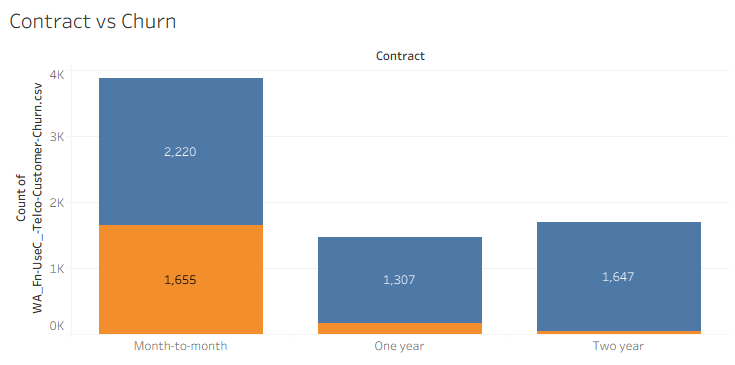 Contract vs Churn
Contract
Count of
WA_Fn-UseC_-Telco-Customer-Churn.csv
4K
3K
2K
1K
0K
2,220
1,655
1,307
1,647
Month-to-month
One year
Two year